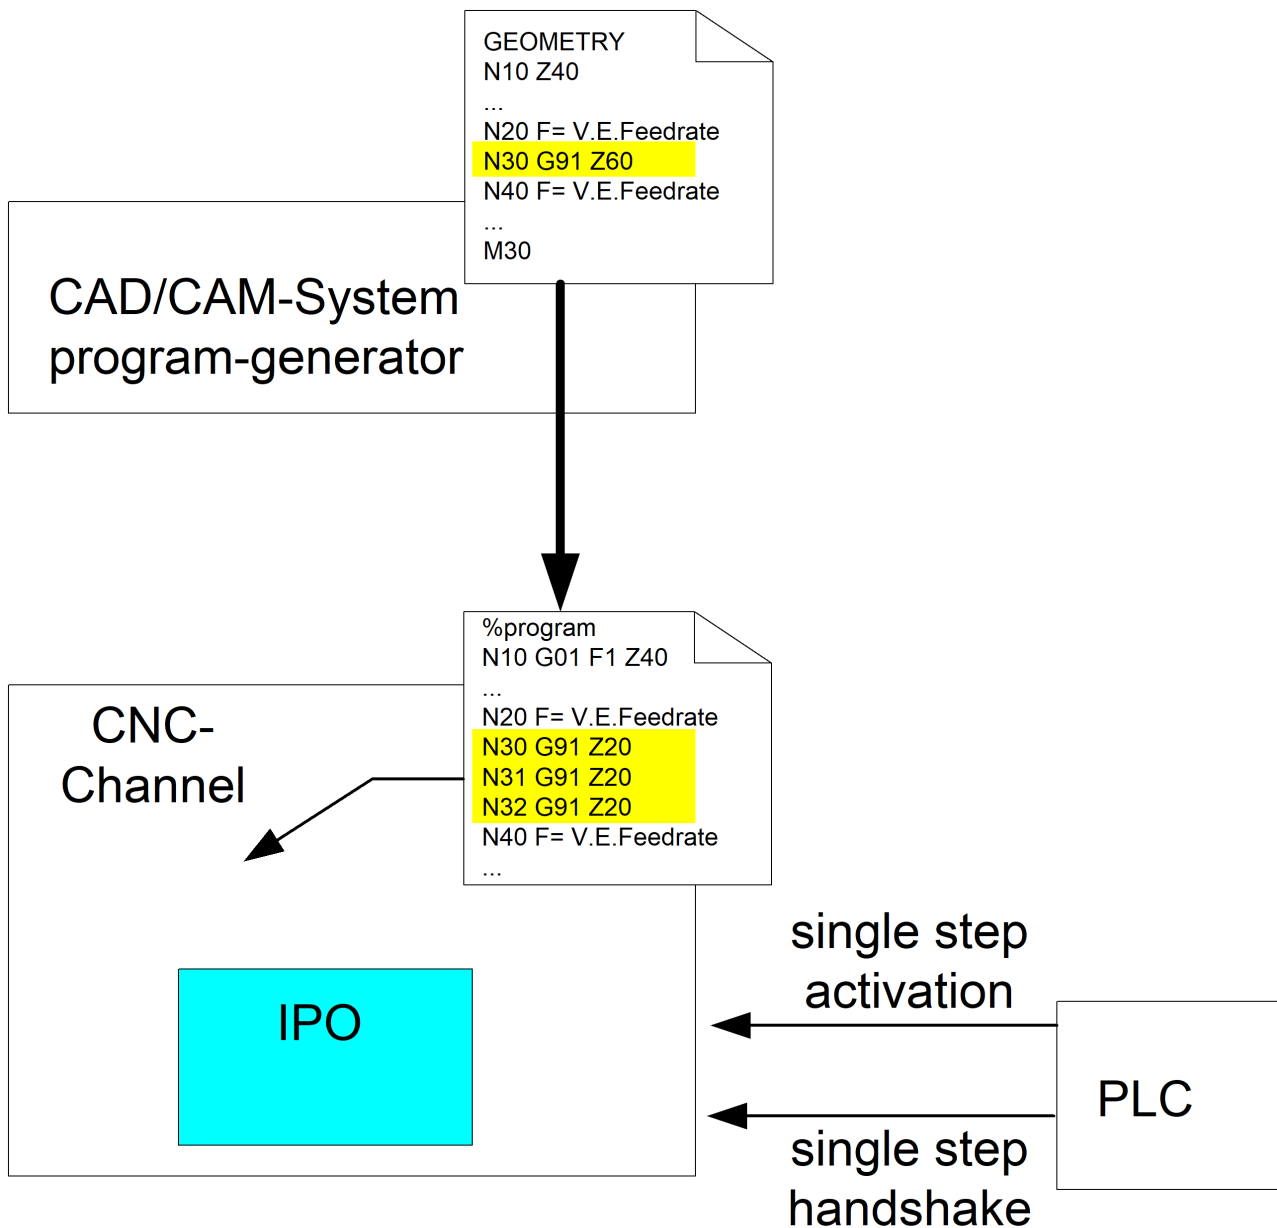 GEOMETRY
N10 Z40
...
N20 F= V.E.Feedrate
N30 G91 Z60
N40 F= V.E.Feedrate
...
M30
CAD/CAM-System
program-generator
%program
N10 G01 F1 Z40
...
N20 F= V.E.Feedrate
N30 G91 Z20
N31 G91 Z20
N32 G91 Z20
N40 F= V.E.Feedrate
...
CNC-
Channel
IPO
single step
activation
PLC
single step
handshake